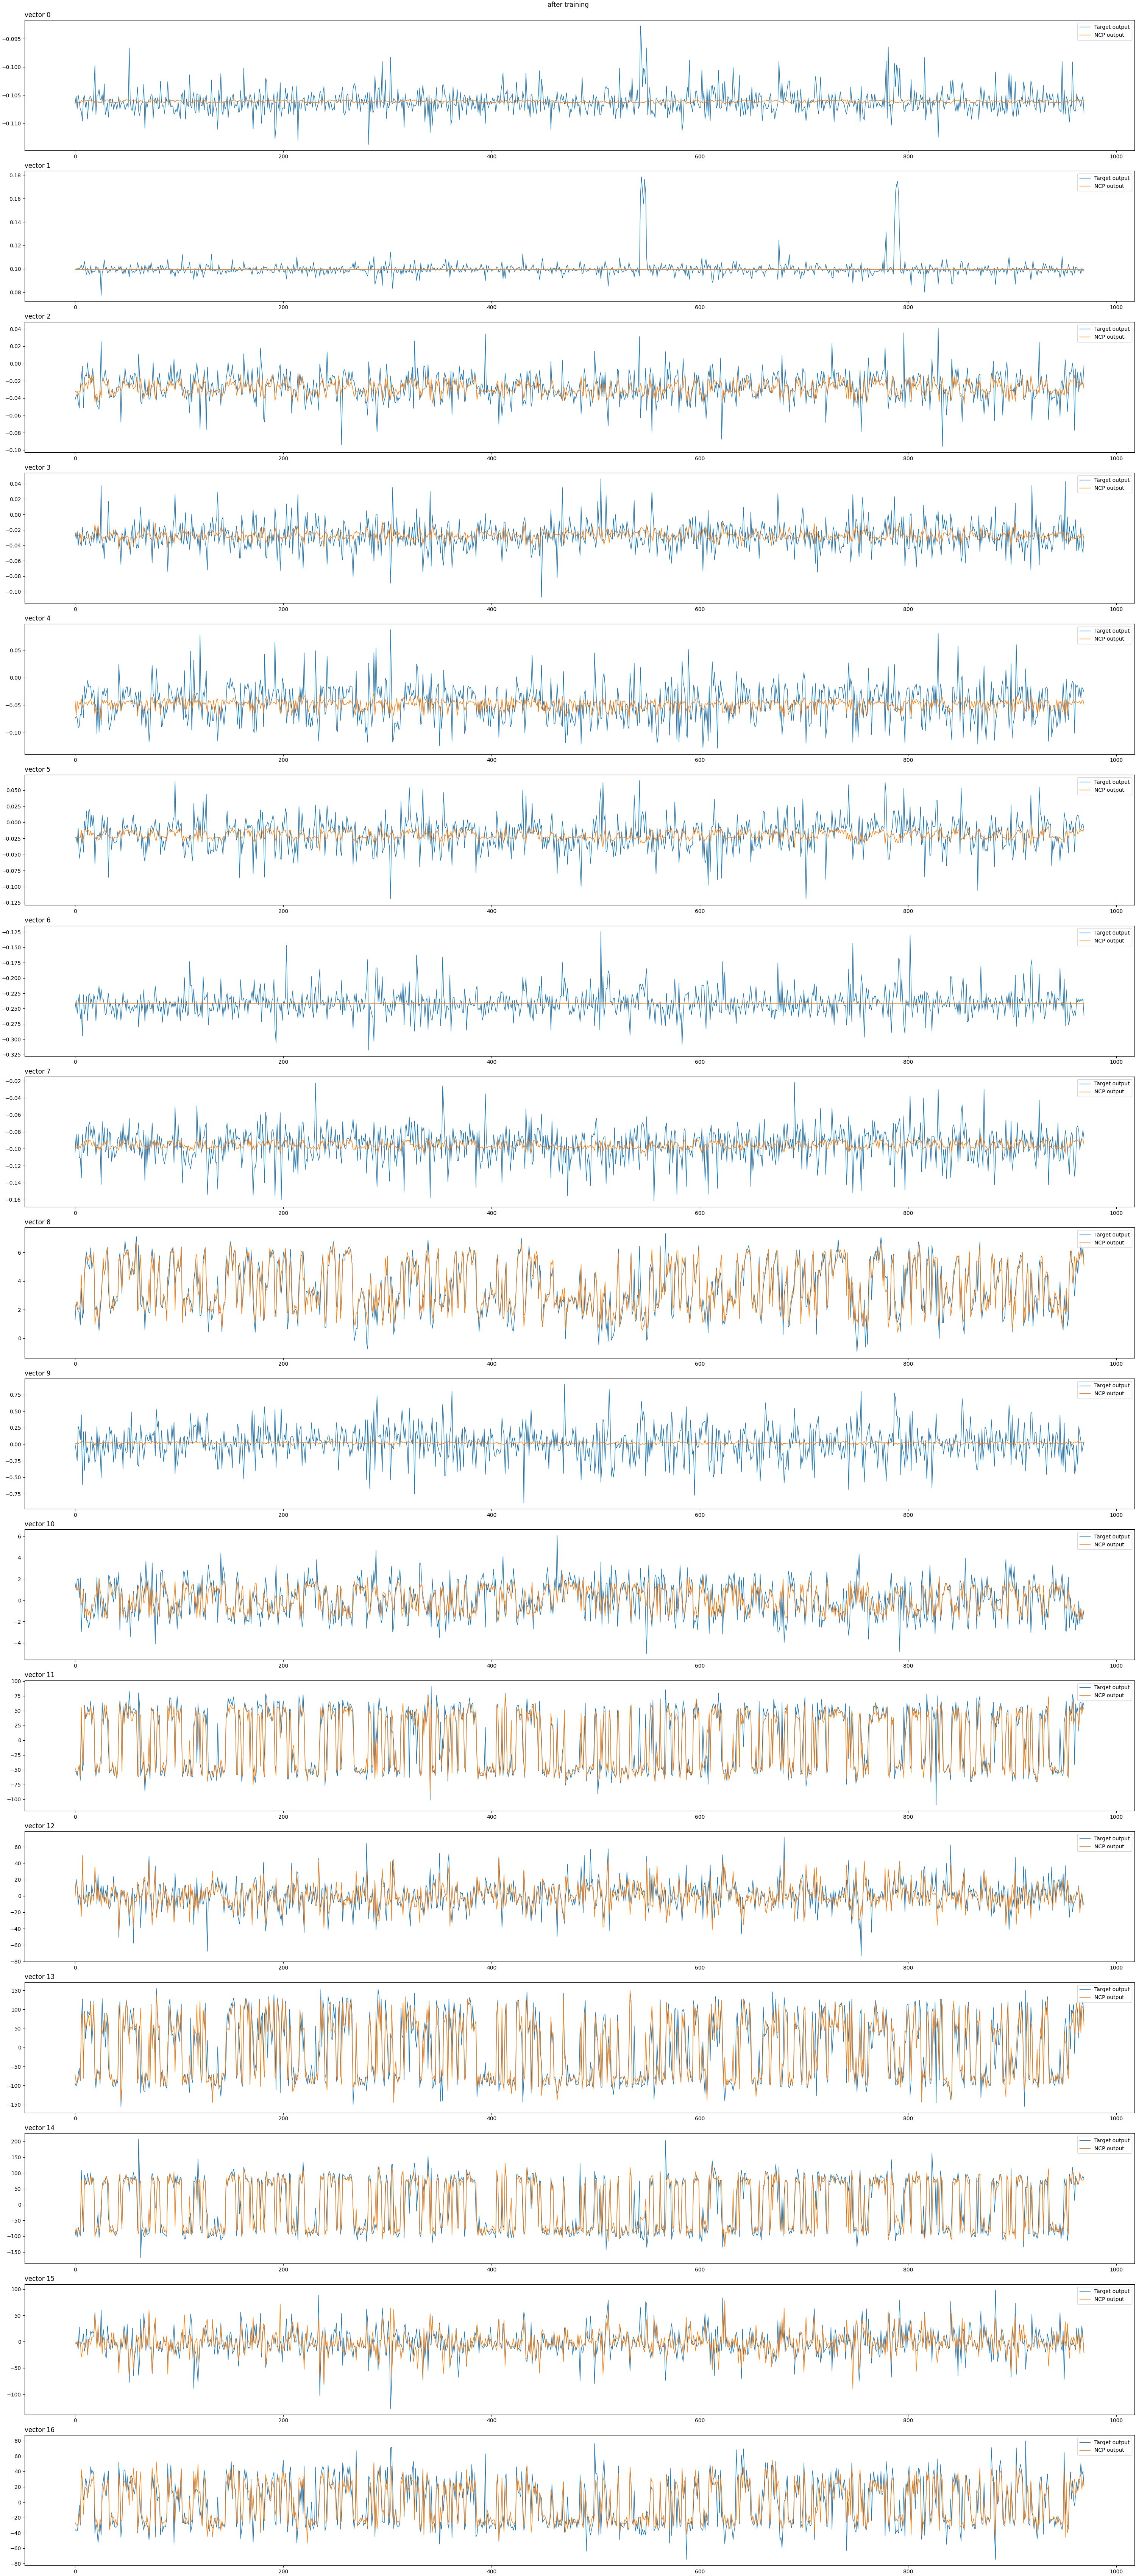 after training
vector 0
Target output
NCP output
−0.095
−0.100
−0.105
−0.110
0 200 400 600 800 1000
vector 1
Target output
NCP output
0.18
0.16
0.14
0.12
0.10
0.08
0 200 400 600 800 1000
vector 2
Target output
NCP output
0.04
0.02
0.00
−0.02
−0.04
−0.06
−0.08
−0.10
0 200 400 600 800 1000
vector 3
Target output
NCP output
0.04
0.02
0.00
−0.02
−0.04
−0.06
−0.08
−0.10
0 200 400 600 800 1000
vector 4
Target output
NCP output
0.05
0.00
−0.05
−0.10
0 200 400 600 800 1000
vector 5
Target output
NCP output
0.050
0.025
0.000
−0.025
−0.050
−0.075
−0.100
−0.125
0 200 400 600 800 1000
vector 6
Target output
NCP output
−0.125
−0.150
−0.175
−0.200
−0.225
−0.250
−0.275
−0.300
−0.325
0 200 400 600 800 1000
vector 7
Target output
NCP output
−0.02
−0.04
−0.06
−0.08
−0.10
−0.12
−0.14
−0.16
0 200 400 600 800 1000
vector 8
Target output
NCP output
6
4
2
0
0 200 400 600 800 1000
vector 9
Target output
NCP output
0.75
0.50
0.25
0.00
−0.25
−0.50
−0.75
0 200 400 600 800 1000
vector 10
Target output
NCP output
6
4
2
0
−2
−4
0 200 400 600 800 1000
vector 11
Target output
NCP output
100
75
50
25
0
−25
−50
−75
−100
0 200 400 600 800 1000
vector 12
Target output
NCP output
60
40
20
0
−20
−40
−60
−80
0 200 400 600 800 1000
vector 13
Target output
NCP output
150
100
50
0
−50
−100
−150
0 200 400 600 800 1000
vector 14
Target output
NCP output
200
150
100
50
0
−50
−100
−150
0 200 400 600 800 1000
vector 15
Target output
NCP output
100
50
0
−50
−100
0 200 400 600 800 1000
vector 16
Target output
NCP output
80
60
40
20
0
−20
−40
−60
−80
0 200 400 600 800 1000